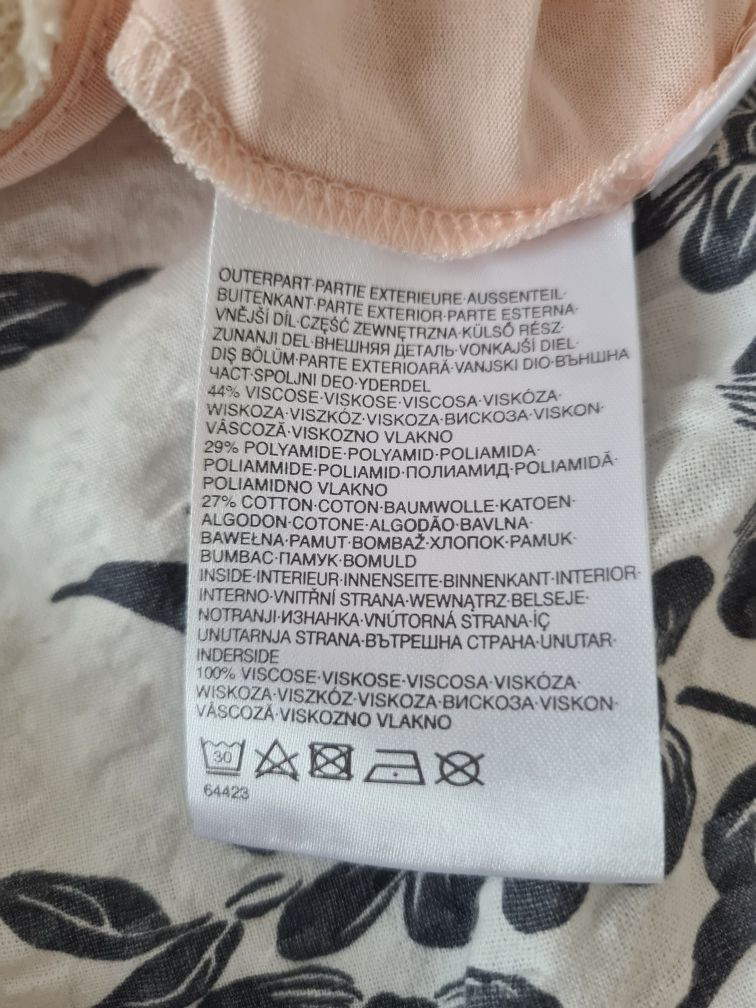 OUTERPART·PARTIE EXTERIEURE·AUSSENTEIL·
BUITENKANT·PARTE EXTERIOR·PARTE ESTERNA·
VNĚJŠÍ DÍL·CZĘŚĆ ZEWNĘTRZNA·KÜLSŐ RÉSZ·
ZUNANJI DEL·ВНЕШНЯЯ ДЕТАЛЬ·VONKAJŠÍ DIEL·
DIŞ BÖLÜM·PARTE EXTERIOARĂ·VANJSKI DIO·ВЪНШНА
ЧАСТ·SPOLJNI DEO·YDERDEL
44% VISCOSE·VISKOSE·VISCOSA·VISKÓZA·
WISKOZA·VISZKÓZ·VISKOZA·ВИСКОЗА·VISKON·
VÂSCOZĂ·VISKOZNO VLAKNO
29% POLYAMIDE·POLYAMID·POLIAMIDA·
POLIAMMIDE·POLIAMID·ПОЛИАМИД·POLIAMIDĂ·
POLIAMIDNO VLAKNO
27% COTTON·COTON·BAUMWOLLE·KATOEN·
ALGODON·COTONE·ALGODÃO·BAVLNA·
BAWEŁNA·PAMUT·BOMBAŽ·ХЛОПОК·PAMUK·
BUMBAC·ПАМУК·BOMULD
INSIDE·INTERIEUR·INNENSEITE·BINNENKANT·INTERIOR·
INTERNO·VNITŘNÍ STRANA·WEWNĄTRZ·BELSEJE·
NOTRANJI·ИЗНАНКА·VNÚTORNÁ STRANA·İÇ
UNUTARNJA STRANA·ВЪТРЕШНА СТРАНА·UNUTAR·
INDERSIDE
100% VISCOSE·VISKOSE·VISCOSA·VISKÓZA·
WISKOZA·VISZKÓZ·VISKOZA·ВИСКОЗА·VISKON·
VÂSCOZĂ·VISKOZNO VLAKNO
30
64423